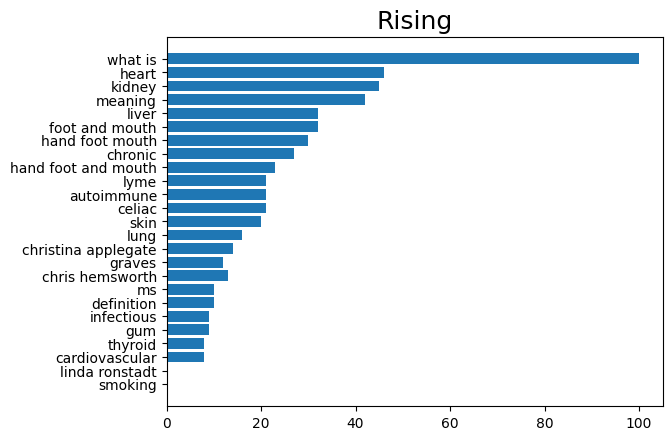 Rising
what is
heart
kidney
meaning
liver
foot and mouth
hand foot mouth
chronic
hand foot and mouth
lyme
autoimmune
celiac
skin
lung
christina applegate
graves
chris hemsworth
ms
definition
infectious
gum
thyroid
cardiovascular
linda ronstadt
smoking
0 20 40 60 80 100